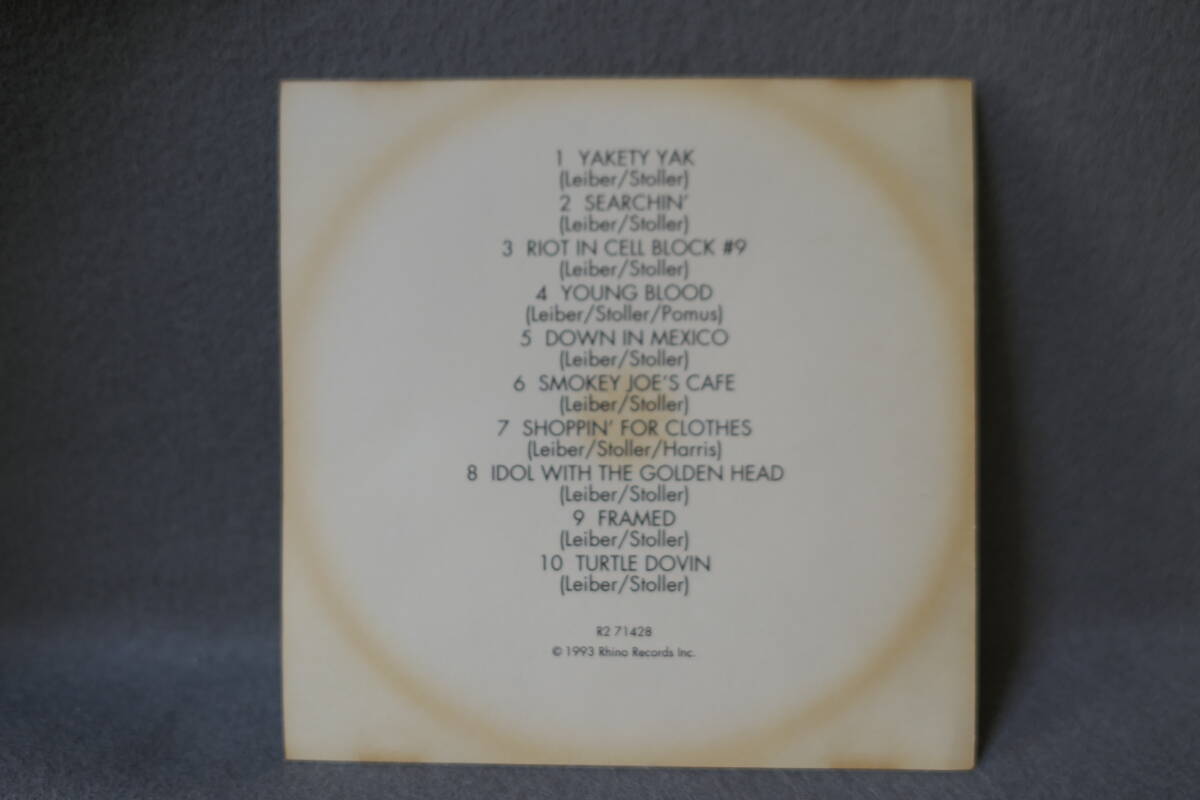 1 YAKETY YAK
(Leiber/Stoller)
2 SEARCHIN'
(Leiber/Stoller)
3 RIOT IN CELL BLOCK #9
(Leiber/Stoller)
4 YOUNG BLOOD
(Leiber/Stoller/Pomus)
5 DOWN IN MEXICO
(Leiber/Stoller)
6 SMOKEY JOE'S CAFE
(Leiber/Stoller)
7 SHOPPIN' FOR CLOTHES
(Leiber/Stoller/Harris)
8 IDOL WITH THE GOLDEN HEAD
(Leiber/Stoller)
9 FRAMED
(Leiber/Stoller)
10 TURTLE DOVIN
(Leiber/Stoller)
R2 71428
© 1993 Rhino Records Inc.